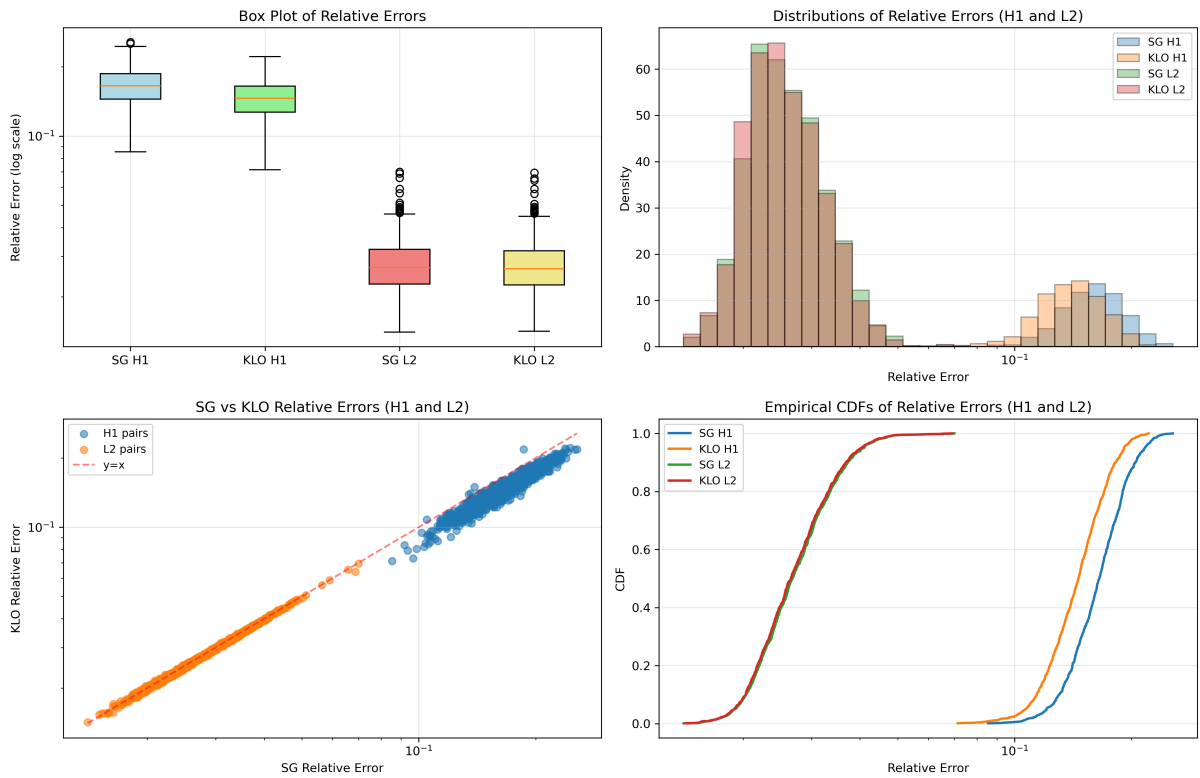 Box Plot of Relative Errors
Relative Error (log scale)
10⁻¹
SG H1
KLO H1
SG L2
KLO L2
Distributions of Relative Errors (H1 and L2)
Density
60
50
40
30
20
10
0
SG H1
KLO H1
SG L2
KLO L2
10⁻¹
Relative Error
SG vs KLO Relative Errors (H1 and L2)
H1 pairs
L2 pairs
y=x
KLO Relative Error
10⁻¹
10⁻¹
SG Relative Error
Empirical CDFs of Relative Errors (H1 and L2)
SG H1
KLO H1
SG L2
KLO L2
CDF
1.0
0.8
0.6
0.4
0.2
0.0
10⁻¹
Relative Error